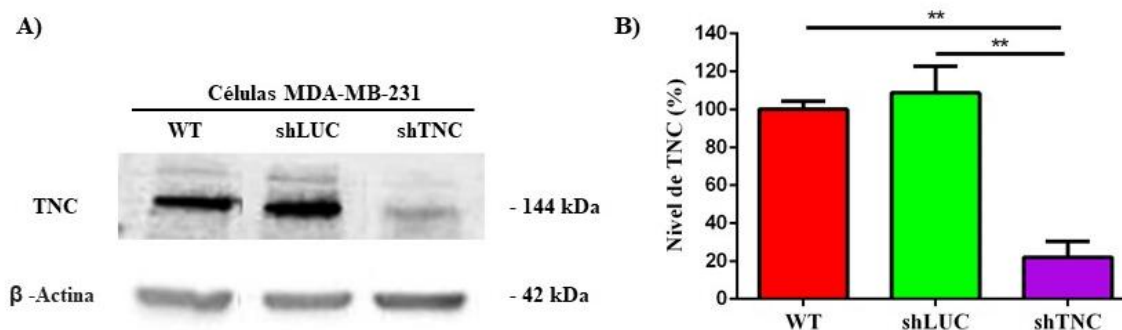 A)
Células MDA-MB-231
WT shLUC shTNC
TNC - 144 kDa
β -Actina - 42 kDa
B)
Nivel de TNC (%)
140
120
100
80
60
40
20
0
**
**
WT shLUC shTNC